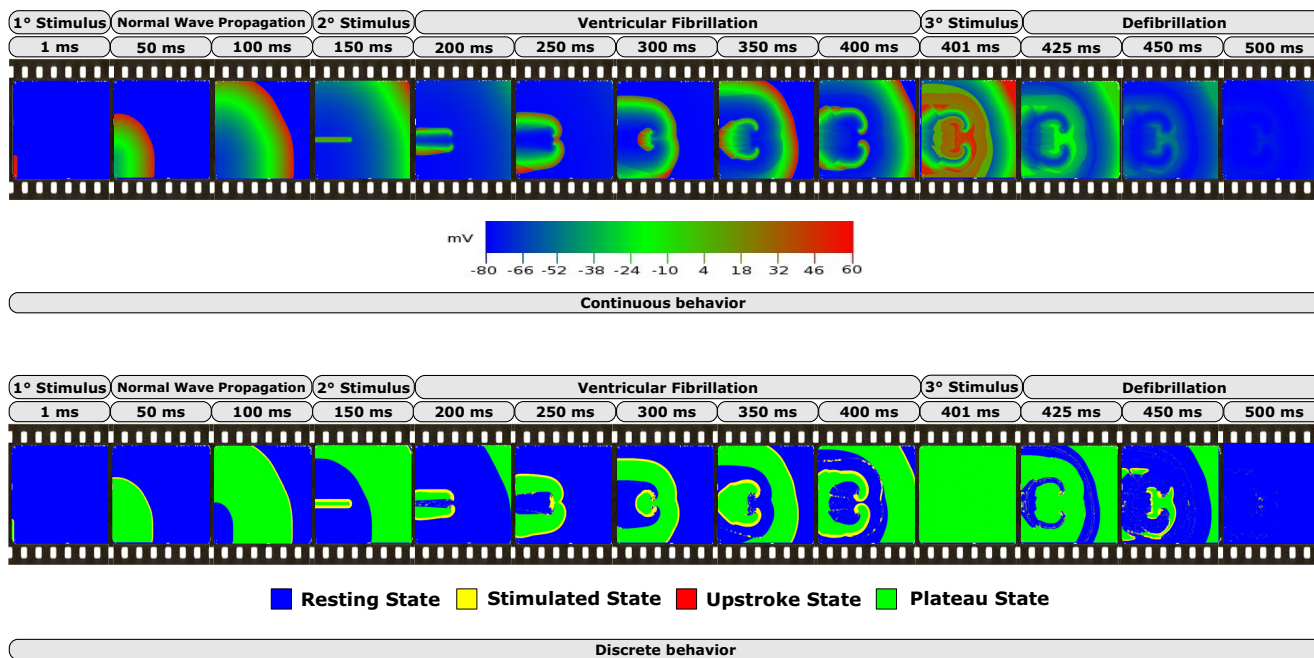 1° Stimulus Normal Wave Propagation 2° Stimulus Ventricular Fibrillation 3° Stimulus Defibrillation
1 ms 50 ms 100 ms 150 ms 200 ms 250 ms 300 ms 350 ms 400 ms 401 ms 425 ms 450 ms 500 ms
mV
-80 -66 -52 -38 -24 -10 4 18 32 46 60
Continuous behavior
1° Stimulus Normal Wave Propagation 2° Stimulus Ventricular Fibrillation 3° Stimulus Defibrillation
1 ms 50 ms 100 ms 150 ms 200 ms 250 ms 300 ms 350 ms 400 ms 401 ms 425 ms 450 ms 500 ms
Resting State Stimulated State Upstroke State Plateau State
Discrete behavior